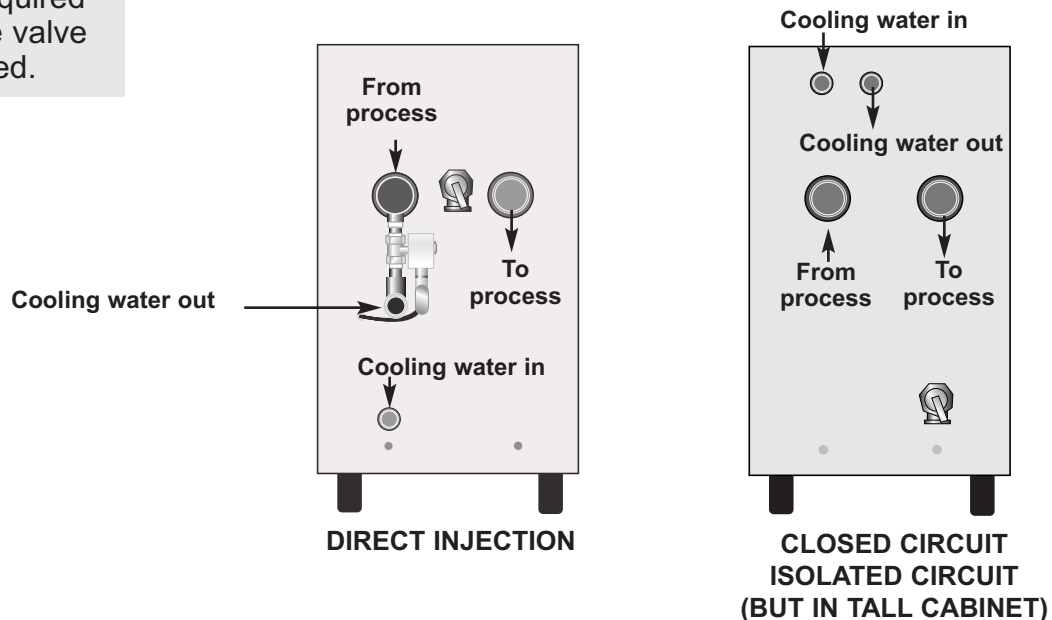 e valve
ed.
From
process
To
process
Cooling water out
Cooling water in
DIRECT INJECTION
Cooling water in
Cooling water out
From
process
To
process
CLOSED CIRCUIT
ISOLATED CIRCUIT
(BUT IN TALL CABINET)